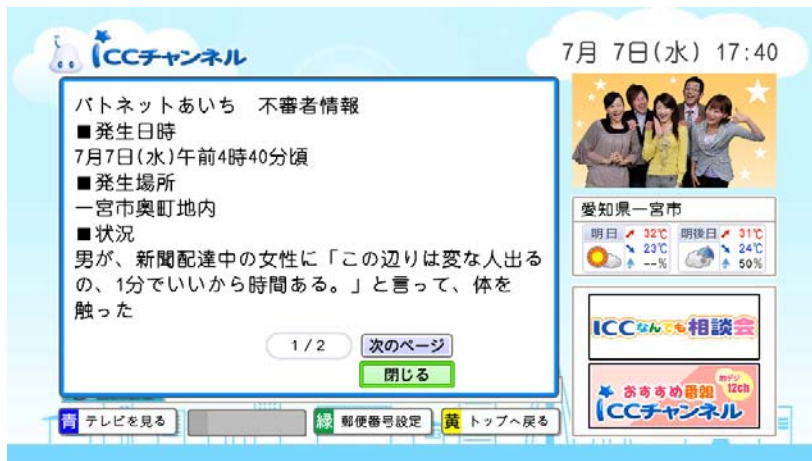 iCCチャンネル
7月 7日(水) 17:40
パトネットあいち 不審者情報
■発生日時
7月7日(水)午前4時40分頃
■発生場所
一宮市奥町地内
■状況
男が、新聞配達中の女性に「この辺りは変な人出る
の、1分でいいから時間ある。」と言って、体を
触った
1/2
次のページ
閉じる
愛知県一宮市
明日 32℃ 23℃ --%
明後日 31℃ 24℃ 50%
ICCなんでも相談会
おすすめ番組 地デジ12ch
iCCチャンネル
青 テレビを見る
緑 郵便番号設定
黄 トップへ戻る